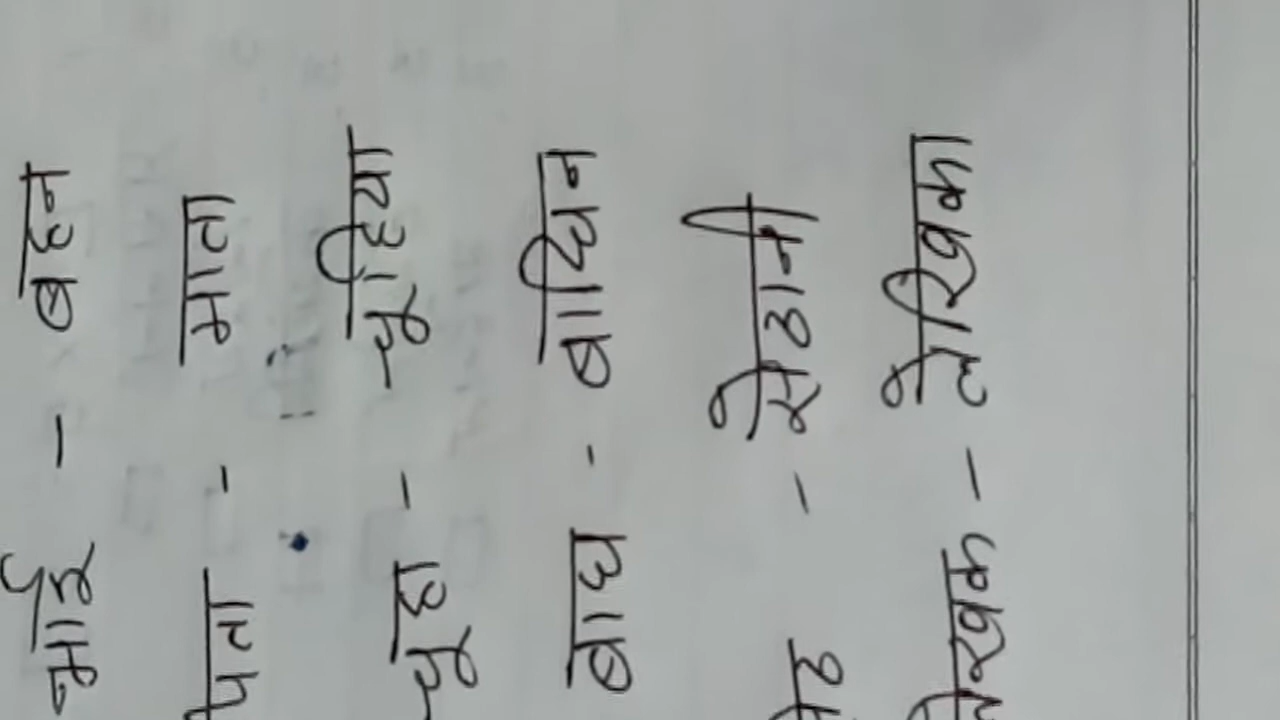 भाई - बहन
पिता - माता
चूहा - चूहिया
बाघ - बाघिन
सेठ - सेठानी
लेखक - लेखिका